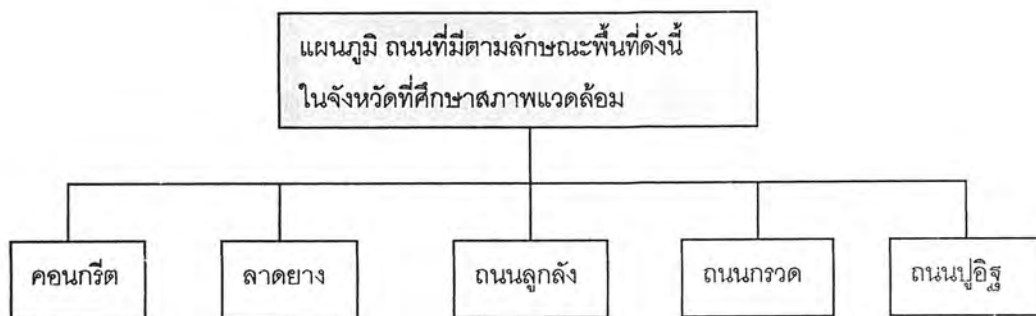 แผนภูมิ ถนนที่มีตามลักษณะพื้นที่ดังนี้
ในจังหวัดที่ศึกษาสภาพแวดล้อม
คอนกรีต
ลาดยาง
ถนนลูกลัง
ถนนกรวด
ถนนปูอิฐ